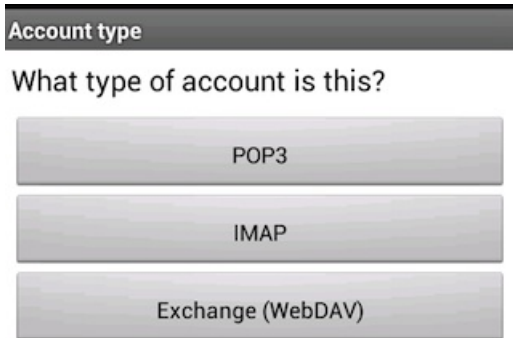 Account type
What type of account is this?
POP3
IMAP
Exchange (WebDAV)